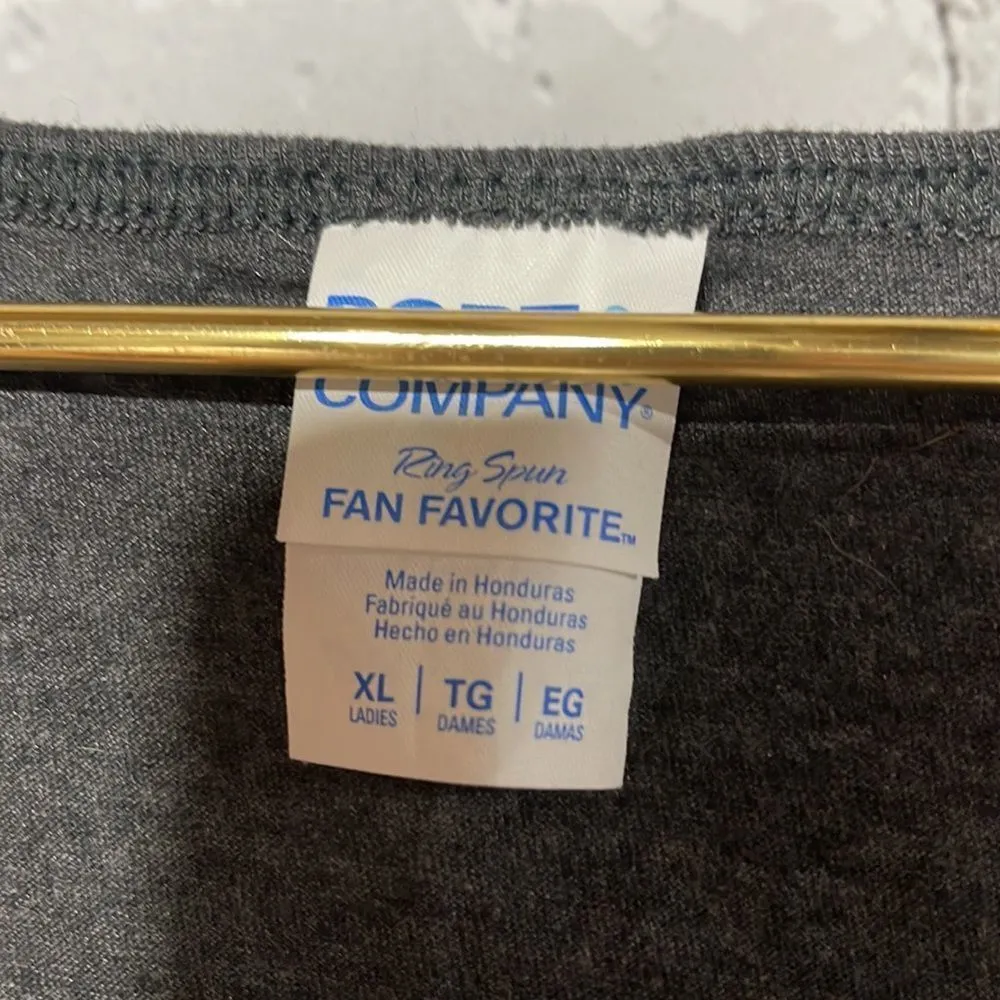 PORT &
COMPANY®
Ring Spun
FAN FAVORITE™
Made in Honduras
Fabriqué au Honduras
Hecho en Honduras
XL | TG | EG
LADIES DAMES DAMAS